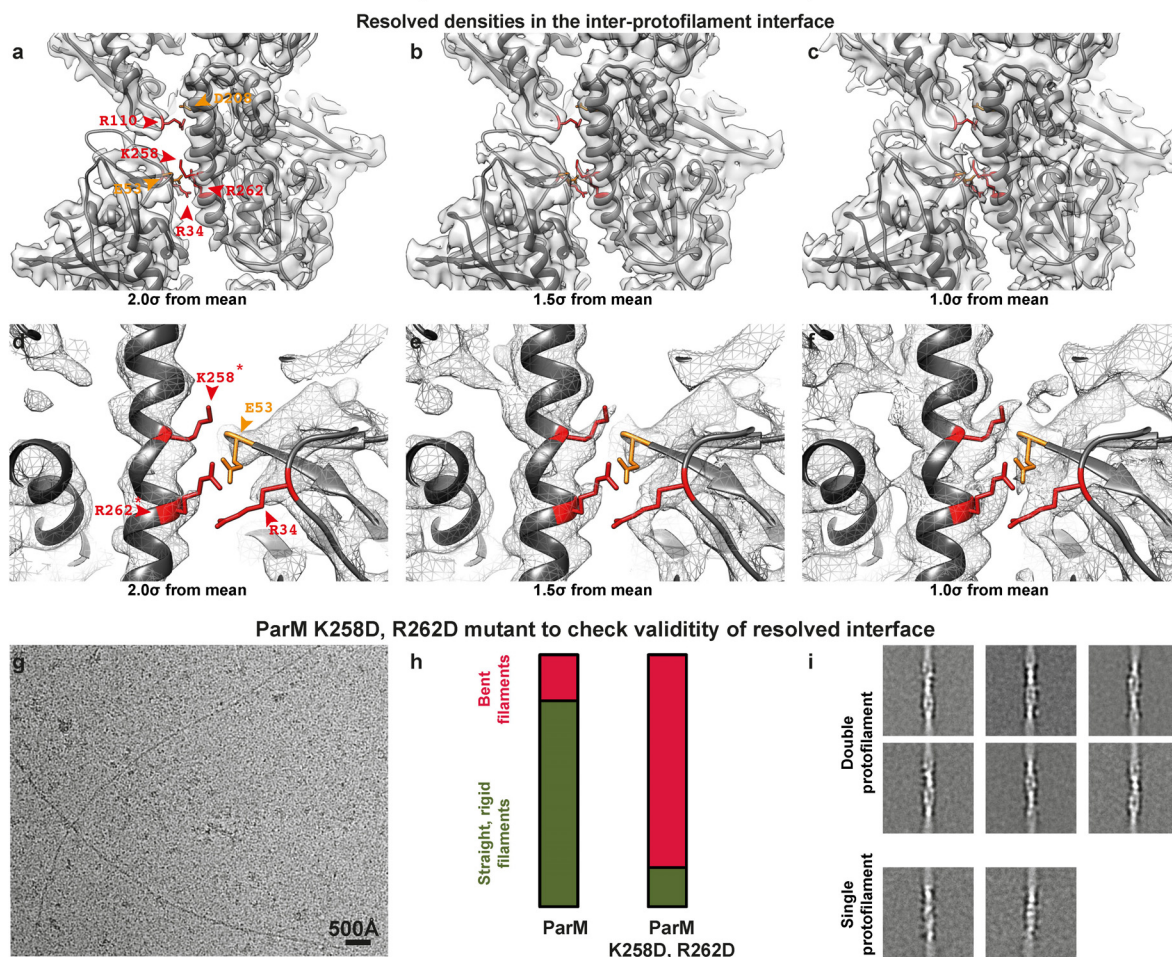 Resolved densities in the inter-protofilament interface
a
D208
R110
K258
E53
R262
R34
2.0σ from mean
b
1.5σ from mean
c
1.0σ from mean
d
K258*
E53
R262*
R34
2.0σ from mean
e
1.5σ from mean
f
1.0σ from mean
ParM K258D, R262D mutant to check validitity of resolved interface
g
500Å
h
Bent
filaments
Straight, rigid
filaments
ParM
ParM
K258D, R262D
i
Double
protofilament
Single
protofilament